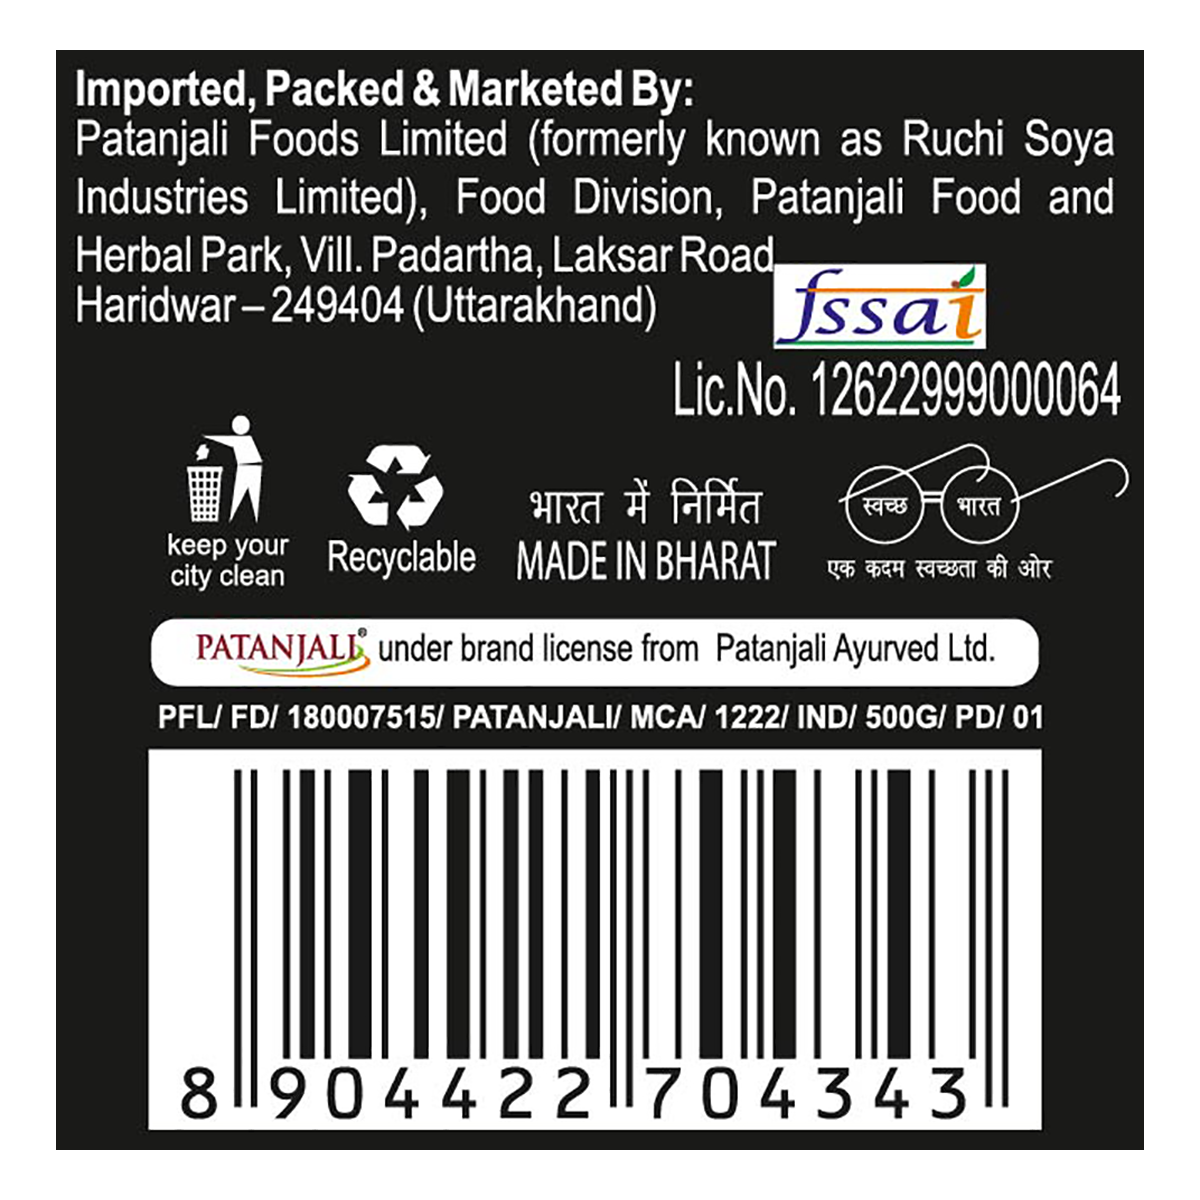 Imported, Packed & Marketed By:
Patanjali Foods Limited (formerly known as Ruchi Soya
Industries Limited), Food Division, Patanjali Food and
Herbal Park, Vill. Padartha, Laksar Road
Haridwar – 249404 (Uttarakhand)
fssai
Lic.No. 12622999000064
keep your
city clean
Recyclable
भारत में निर्मित
MADE IN BHARAT
स्वच्छ भारत
एक कदम स्वच्छता की ओर
PATANJALI® under brand license from Patanjali Ayurved Ltd.
PFL/ FD/ 180007515/ PATANJALI/ MCA/ 1222/ IND/ 500G/ PD/ 01
8 904422 704343